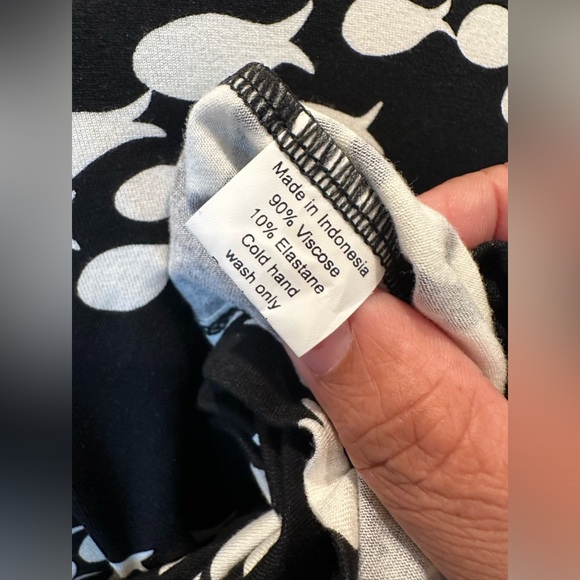 Made in Indonesia
90% Viscose
10% Elastane
Cold hand
wash only